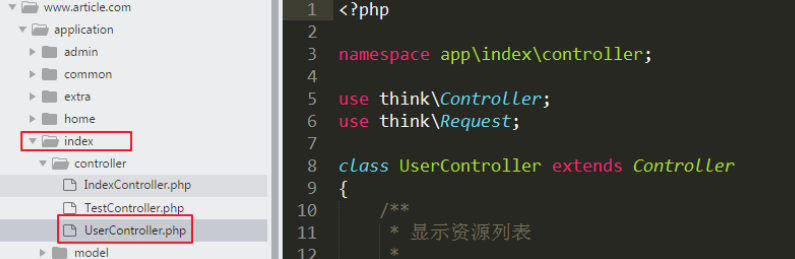 www.article.com
application
admin
common
extra
home
index
controller
IndexController.php
TestController.php
UserController.php
model
1 <?php
2
3 namespace app\index\controller;
4
5 use think\Controller;
6 use think\Request;
7
8 class UserController extends Controller
9 {
10 /**
11 * 显示资源列表
12 *